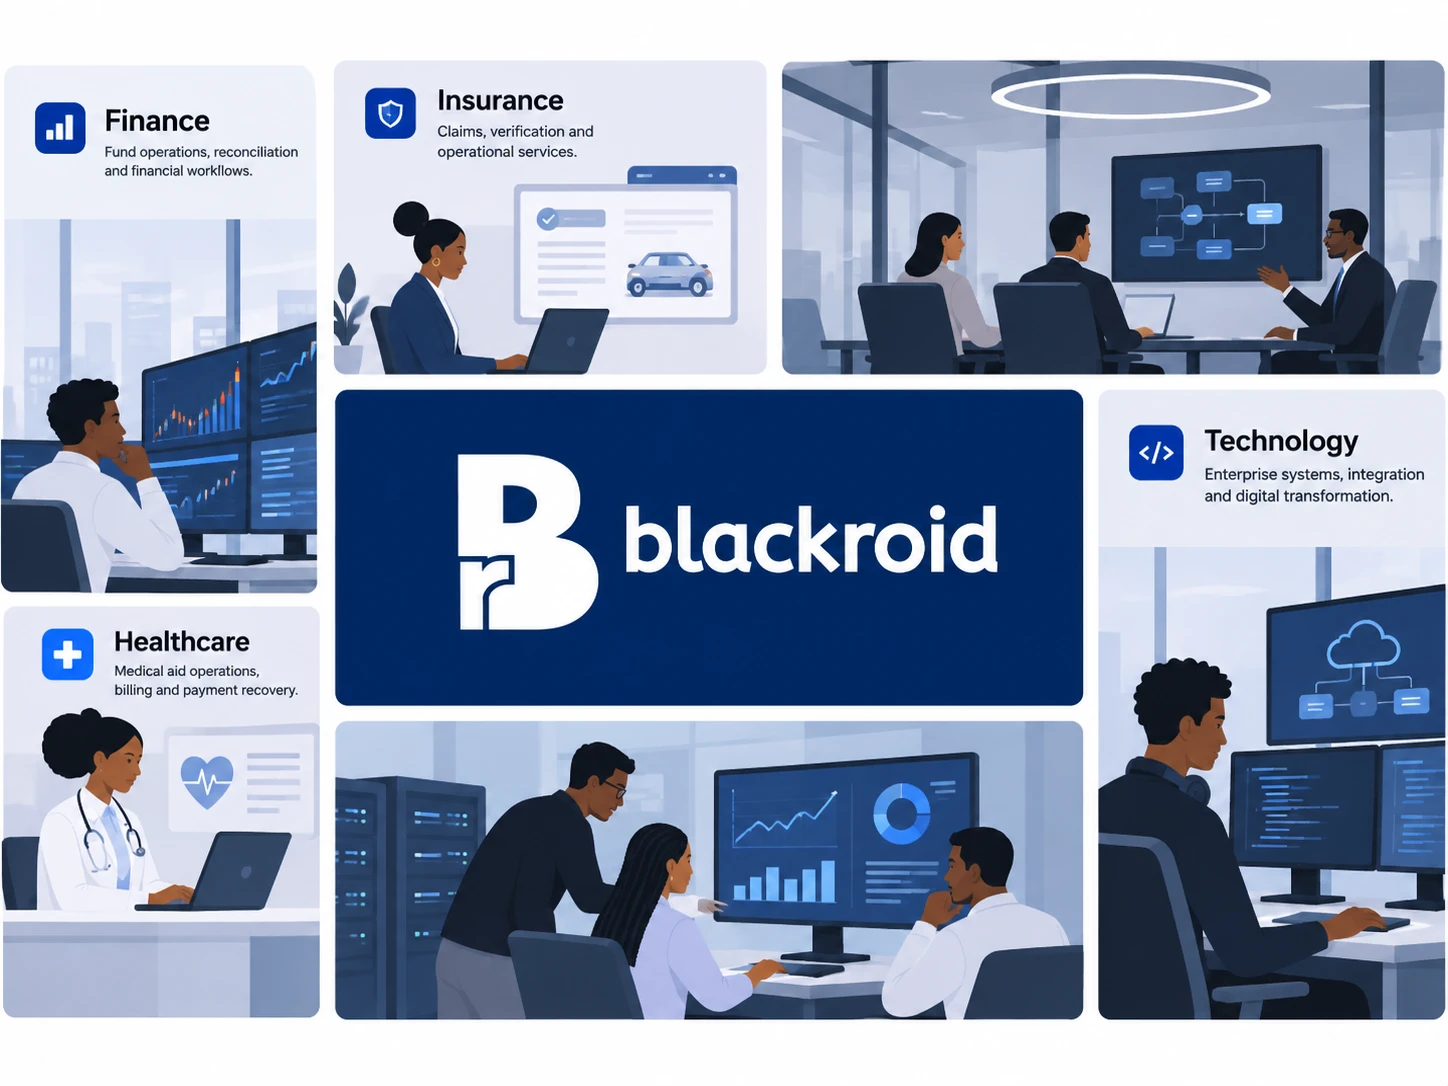 Finance
Fund operations, reconciliation
and financial workflows.
Insurance
Claims, verification and
operational services.
Br blackroid
Technology
Enterprise systems, integration
and digital transformation.
Healthcare
Medical aid operations,
billing and payment recovery.